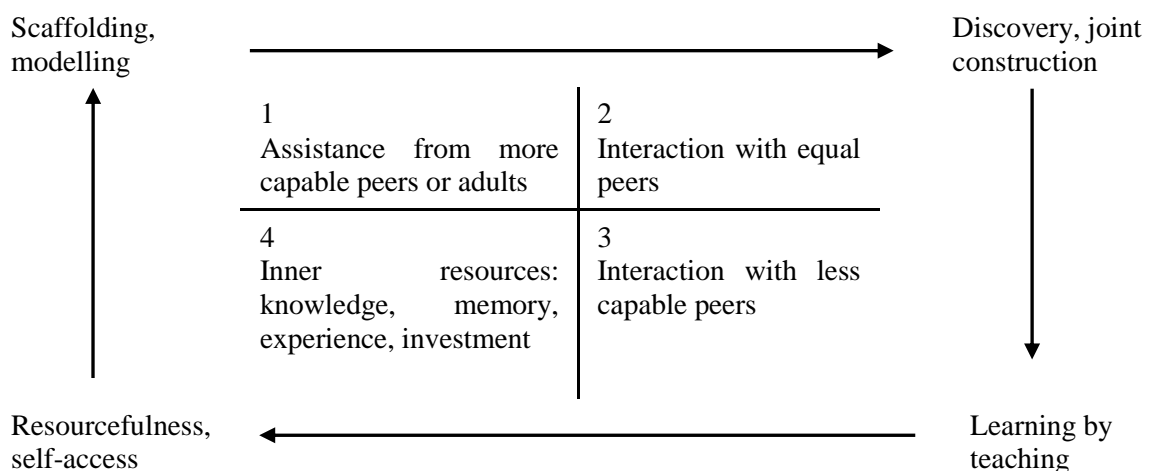 Scaffolding,
modelling
Discovery, joint
construction
1
Assistance from more
capable peers or adults
2
Interaction with equal
peers
4
Inner resources:
knowledge, memory,
experience, investment
3
Interaction with less
capable peers
Resourcefulness,
self-access
Learning by
teaching